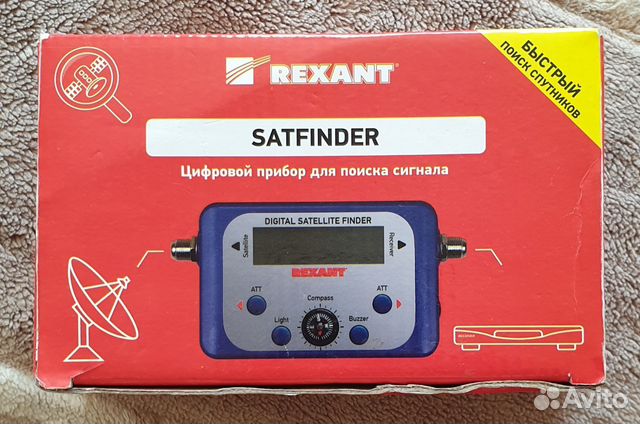 REXANT
БЫСТРЫЙ
ПОИСК СПУТНИКОВ
SATFINDER
Цифровой прибор для поиска сигнала
DIGITAL SATELLITE FINDER
Satellite
Receiver
REXANT
ATT
Compass
ATT
Light
Buzzer
RECEIVER
Avito